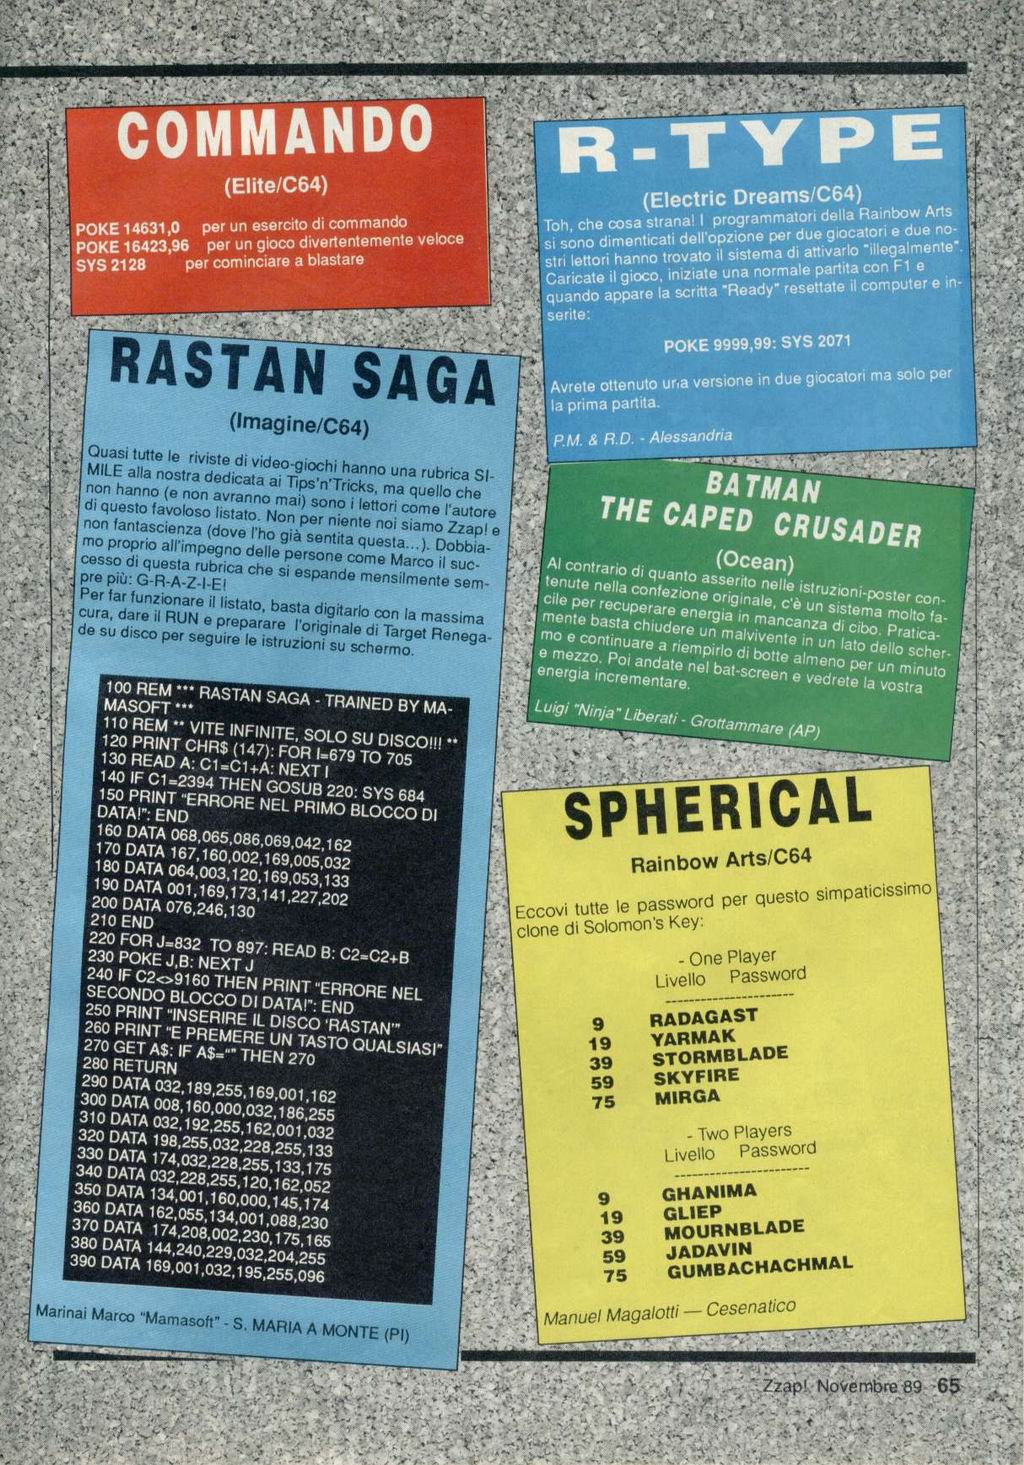 COMMANDO
(Elite/C64)
POKE 14631,0 per un esercito di commando
POKE 16423,96 per un gioco divertentemente veloce
SYS 2128 per cominciare a blastare
RASTAN SAGA
(Imagine/C64)
Quasi tutte le riviste di video-giochi hanno una rubrica SI-
MILE alla nostra dedicata ai Tips'n'Tricks, ma quello che
non hanno (e non avranno mai) sono i lettori come l'autore
di questo favoloso listato. Non per niente noi siamo Zzap! e
non fantascienza (dove l'ho già sentita questa...). Dobbia-
mo proprio all'impegno delle persone come Marco il suc-
cesso di questa rubrica che si espande mensilmente sem-
pre più: G-R-A-Z-I-E!
Per far funzionare il listato, basta digitarlo con la massima
cura, dare il RUN e preparare l'originale di Target Renega-
de su disco per seguire le istruzioni su schermo.
100 REM *** RASTAN SAGA - TRAINED BY MA-
MASOFT ***
110 REM ** VITE INFINITE, SOLO SU DISCO!!! **
120 PRINT CHR$ (147): FOR I=679 TO 705
130 READ A: C1=C1+A: NEXT I
140 IF C1=2394 THEN GOSUB 220: SYS 684
150 PRINT "ERRORE NEL PRIMO BLOCCO DI
DATA!": END
160 DATA 068,065,086,069,042,162
170 DATA 167,160,002,169,005,032
180 DATA 064,003,120,169,053,133
190 DATA 001,169,173,141,227,202
200 DATA 076,246,130
210 END
220 FOR J=832 TO 897: READ B: C2=C2+B
230 POKE J,B: NEXT J
240 IF C2<>9160 THEN PRINT "ERRORE NEL
SECONDO BLOCCO DI DATA!": END
250 PRINT "INSERIRE IL DISCO 'RASTAN'"
260 PRINT "E PREMERE UN TASTO QUALSIASI"
270 GET A$: IF A$="" THEN 270
280 RETURN
290 DATA 032,189,255,169,001,162
300 DATA 008,160,000,032,186,255
310 DATA 032,192,255,162,001,032
320 DATA 198,255,032,228,255,133
330 DATA 174,032,228,255,133,175
340 DATA 032,228,255,120,162,052
350 DATA 134,001,160,000,145,174
360 DATA 162,055,134,001,088,230
370 DATA 174,208,002,230,175,165
380 DATA 144,240,229,032,204,255
390 DATA 169,001,032,195,255,096
Marinai Marco "Mamasoft" - S. MARIA A MONTE (PI)
R-TYPE
(Electric Dreams/C64)
Toh, che cosa strana! I programmatori della Rainbow Arts
si sono dimenticati dell'opzione per due giocatori e due no-
stri lettori hanno trovato il sistema di attivarlo "illegalmente".
Caricate il gioco, iniziate una normale partita con F1 e
quando appare la scritta "Ready" resettate il computer e in-
serite:
POKE 9999,99: SYS 2071
Avrete ottenuto una versione in due giocatori ma solo per
la prima partita.
P.M. & R.D. - Alessandria
BATMAN
THE CAPED CRUSADER
(Ocean)
Al contrario di quanto asserito nelle istruzioni-poster con-
tenute nella confezione originale, c'è un sistema molto fa-
cile per recuperare energia in mancanza di cibo. Pratica-
mente basta chiudere un malvivente in un lato dello scher-
mo e continuare a riempirlo di botte almeno per un minuto
e mezzo. Poi andate nel bat-screen e vedrete la vostra
energia incrementare.
Luigi "Ninja" Liberati - Grottammare (AP)
SPHERICAL
Rainbow Arts/C64
Eccovi tutte le password per questo simpaticissimo
clone di Solomon's Key:
- One Player
Livello Password
----------------------
9 RADAGAST
19 YARMAK
39 STORMBLADE
59 SKYFIRE
75 MIRGA
- Two Players
Livello Password
-----------------------
9 GHANIMA
19 GLIEP
39 MOURNBLADE
59 JADAVIN
75 GUMBACHACHMAL
Manuel Magalotti — Cesenatico
Zzap! Novembre 89 65